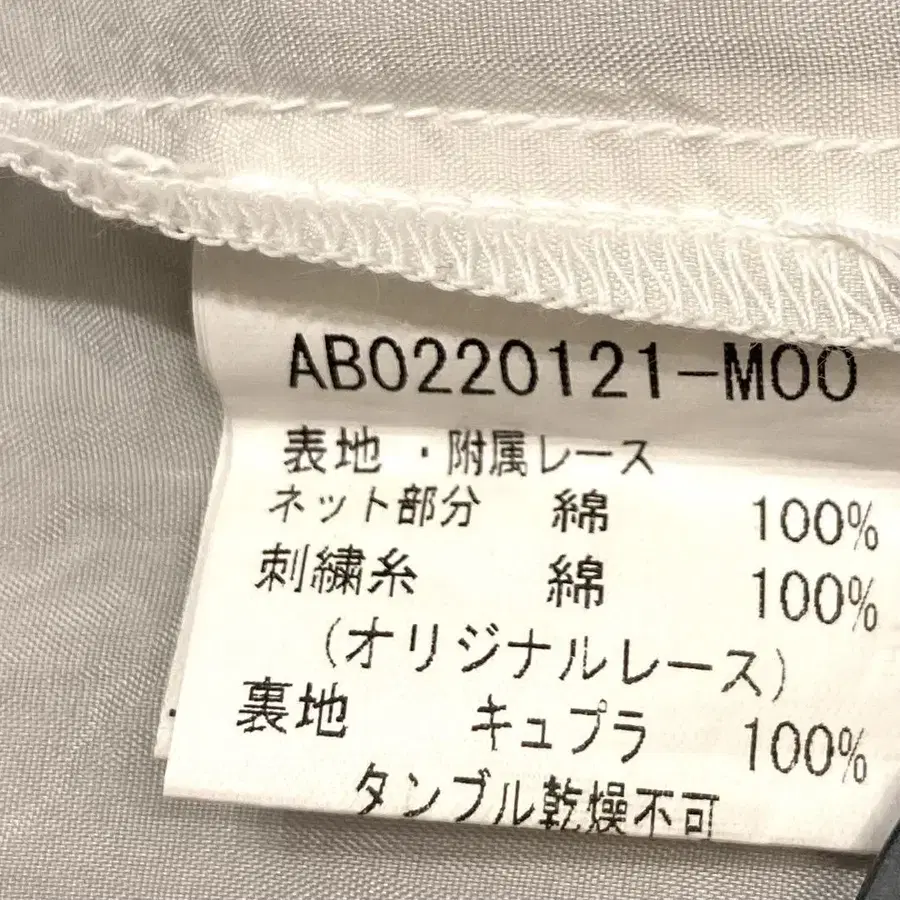 AB0220121-M00
表地・附属レース
ネット部分 綿 100%
刺繍糸 綿 100%
(オリジナルレース)
裏地 キュプラ 100%
タンブル乾燥不可